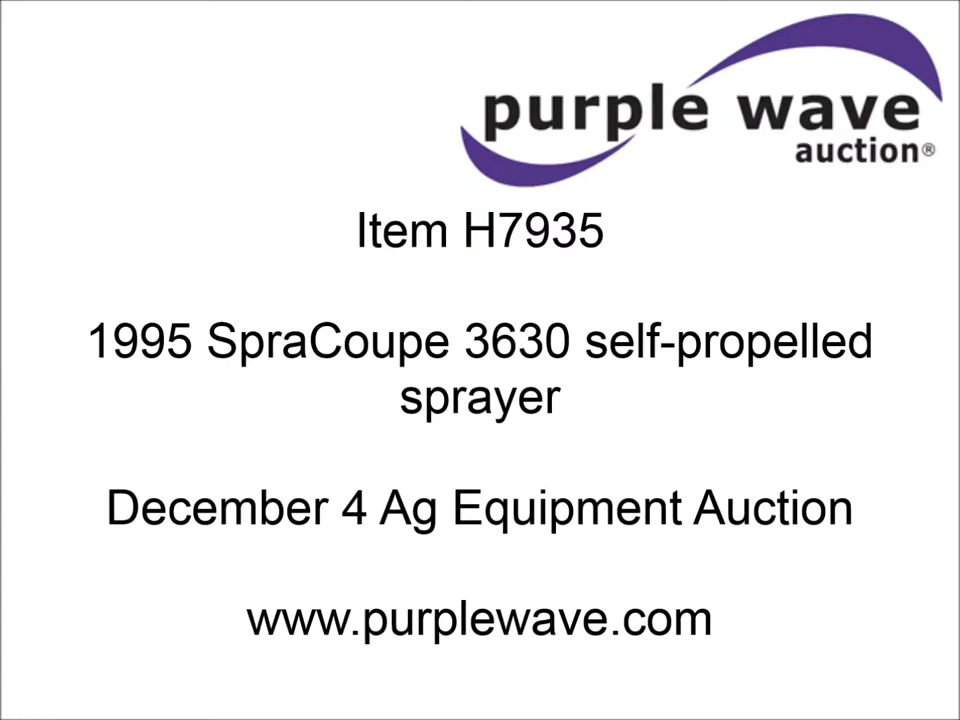 purple wave
auction®
Item H7935
1995 SpraCoupe 3630 self-propelled
sprayer
December 4 Ag Equipment Auction
www.purplewave.com